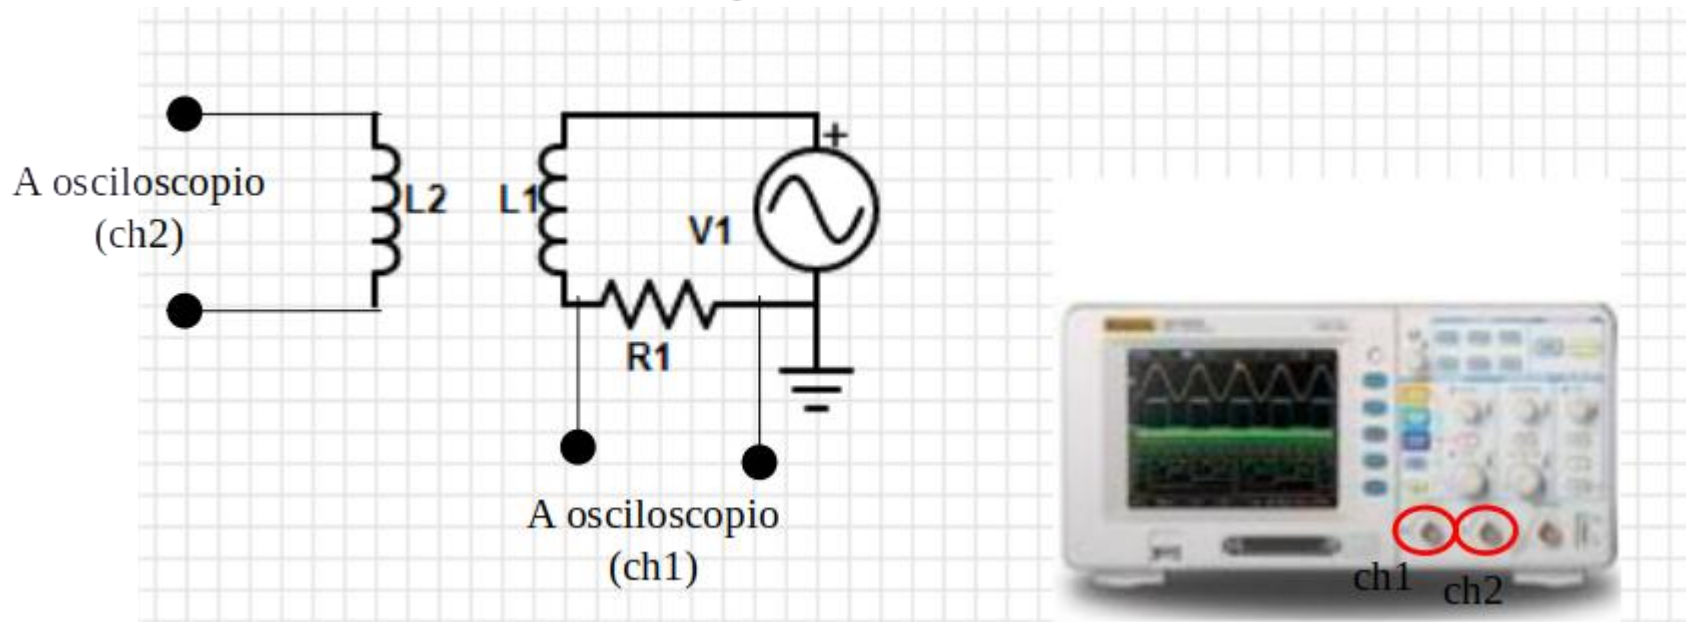 A osciloscopio
(ch2)
L2
L1
V1
+
R1
A osciloscopio
(ch1)
ch1
ch2